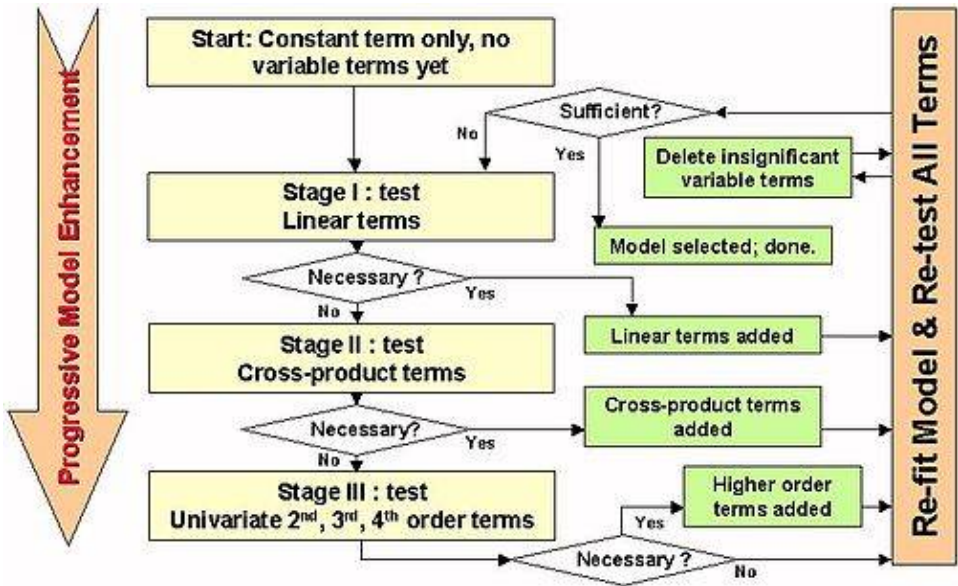 Progressive Model Enhancement
Start: Constant term only, no
variable terms yet
Sufficient?
No
Yes
Delete insignificant
variable terms
Stage I : test
Linear terms
Model selected; done.
Necessary ?
Yes
No
Linear terms added
Stage II : test
Cross-product terms
Cross-product terms
added
Necessary?
Yes
No
Stage III : test
Univariate 2nd, 3rd, 4th order terms
Higher order
terms added
Yes
Necessary ?
No
Re-fit Model & Re-test All Terms